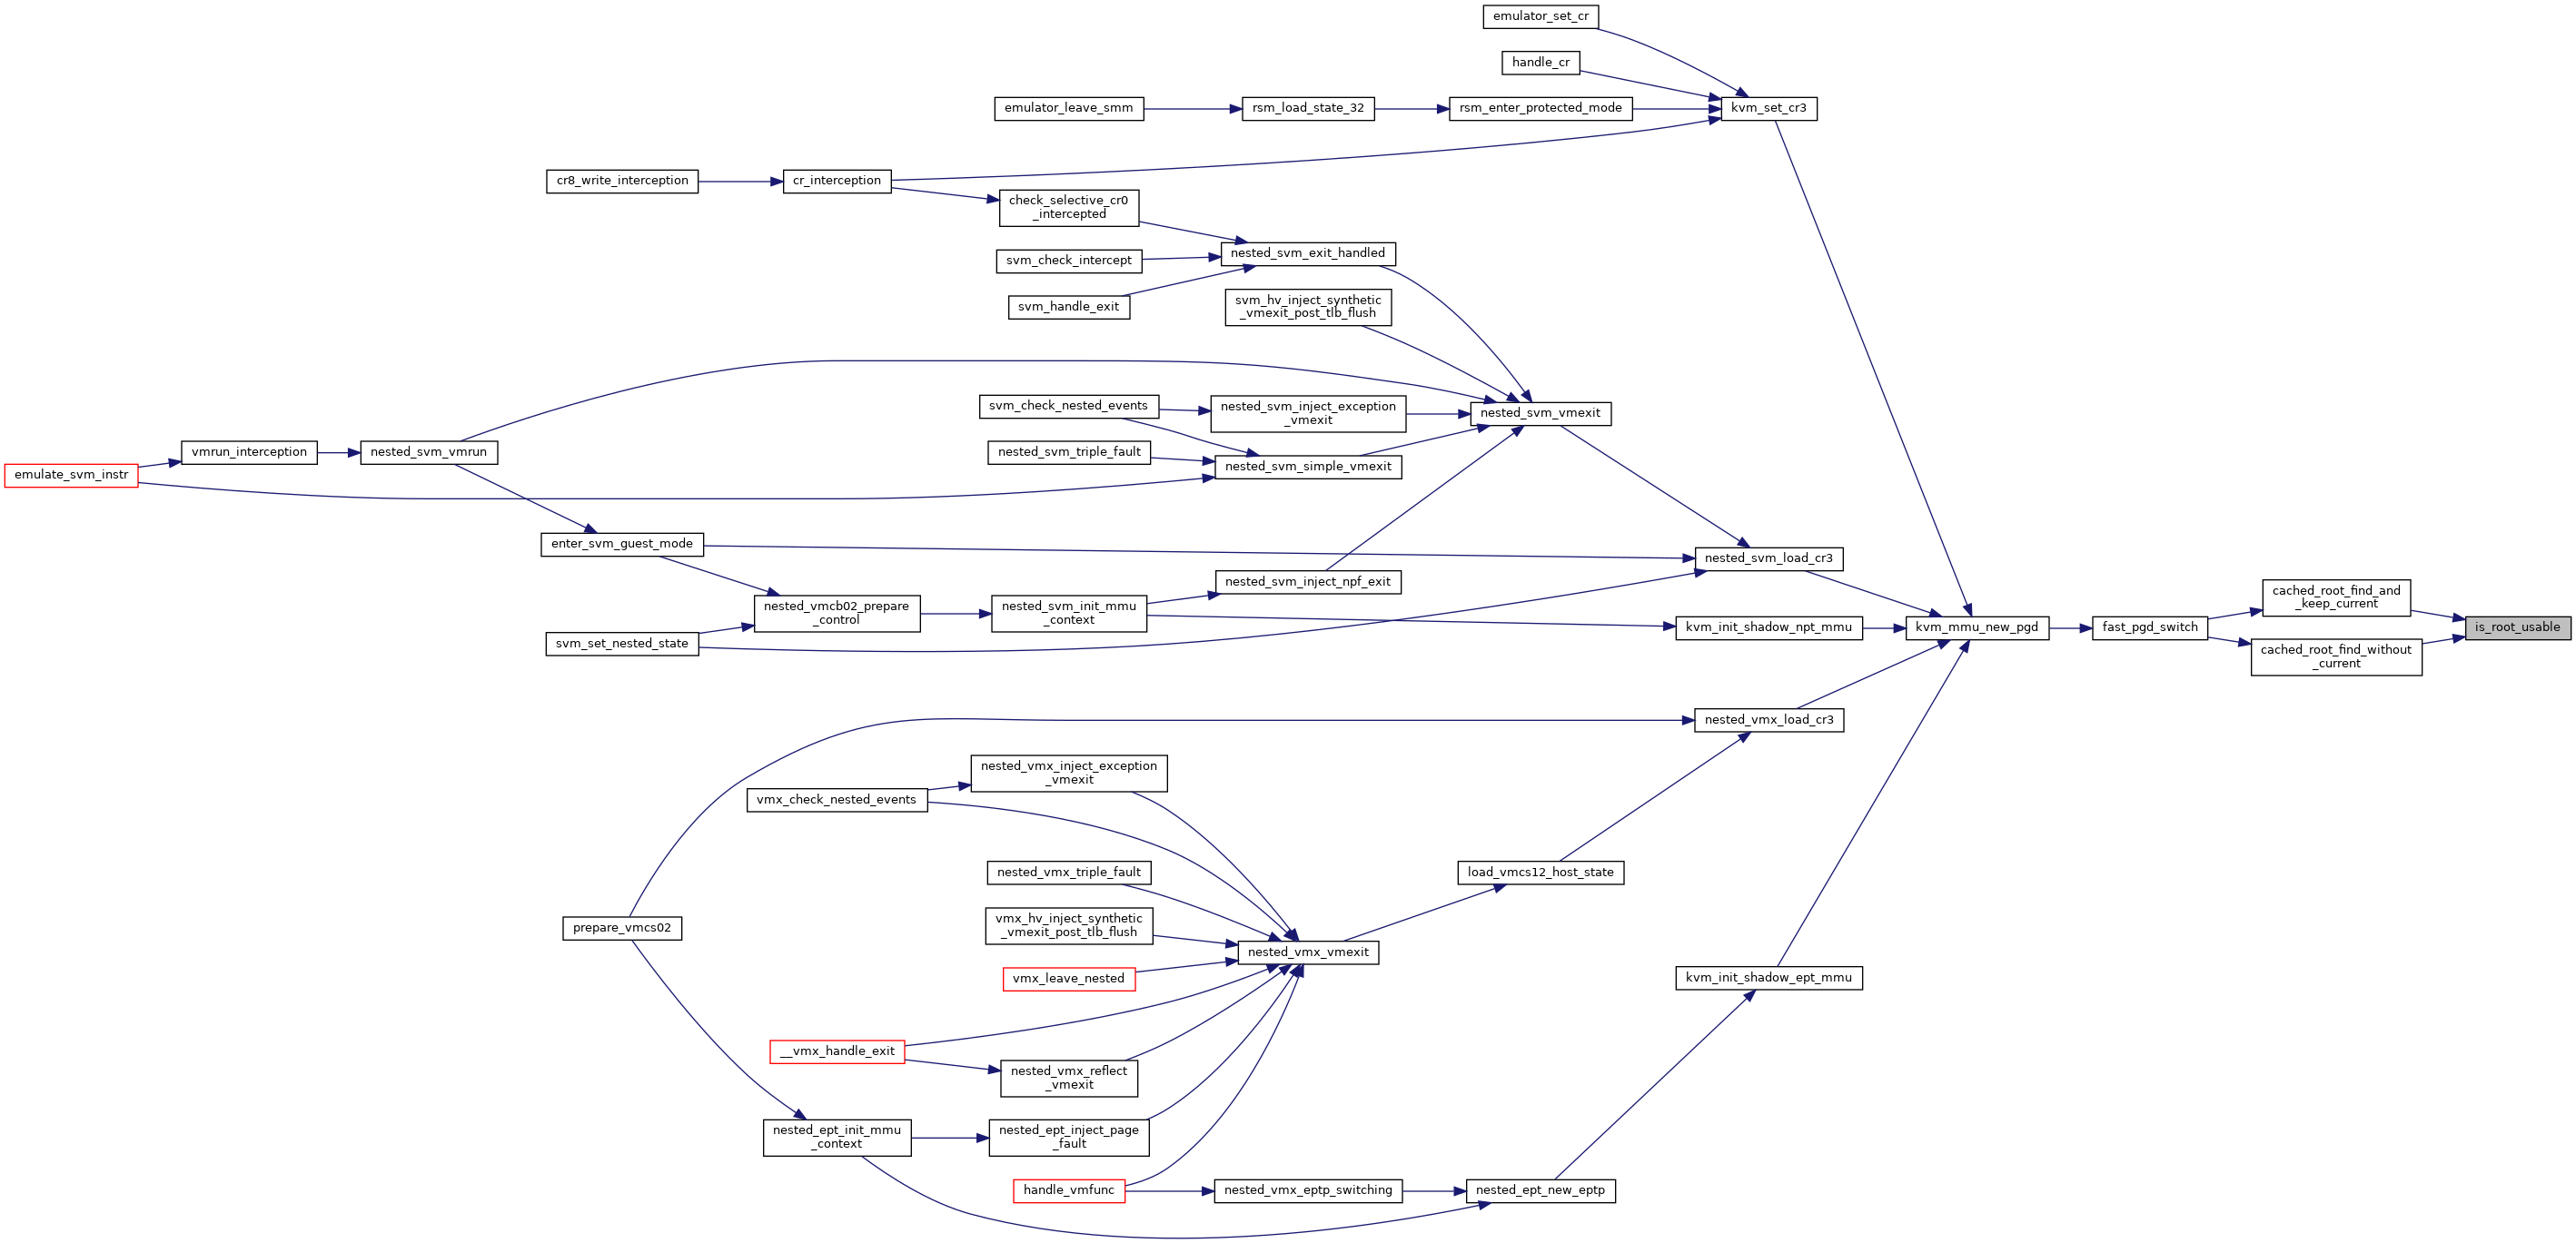 emulator_set_cr
handle_cr
emulator_leave_smm
rsm_load_state_32
rsm_enter_protected_mode
kvm_set_cr3
cr8_write_interception
cr_interception
check_selective_cr0
_intercepted
nested_svm_exit_handled
svm_check_intercept
svm_handle_exit
svm_hv_inject_synthetic
_vmexit_post_tlb_flush
svm_check_nested_events
nested_svm_inject_exception
_vmexit
nested_svm_vmexit
nested_svm_triple_fault
nested_svm_simple_vmexit
vmrun_interception
nested_svm_vmrun
emulate_svm_instr
enter_svm_guest_mode
nested_svm_load_cr3
nested_svm_inject_npf_exit
nested_vmcb02_prepare
_control
nested_svm_init_mmu
_context
svm_set_nested_state
kvm_init_shadow_npt_mmu
kvm_mmu_new_pgd
fast_pgd_switch
cached_root_find_and
_keep_current
cached_root_find_without
_current
is_root_usable
nested_vmx_load_cr3
nested_vmx_inject_exception
_vmexit
vmx_check_nested_events
nested_vmx_triple_fault
load_vmcs12_host_state
vmx_hv_inject_synthetic
_vmexit_post_tlb_flush
prepare_vmcs02
nested_vmx_vmexit
vmx_leave_nested
kvm_init_shadow_ept_mmu
__vmx_handle_exit
nested_vmx_reflect
_vmexit
nested_ept_init_mmu
_context
nested_ept_inject_page
_fault
handle_vmfunc
nested_vmx_eptp_switching
nested_ept_new_eptp